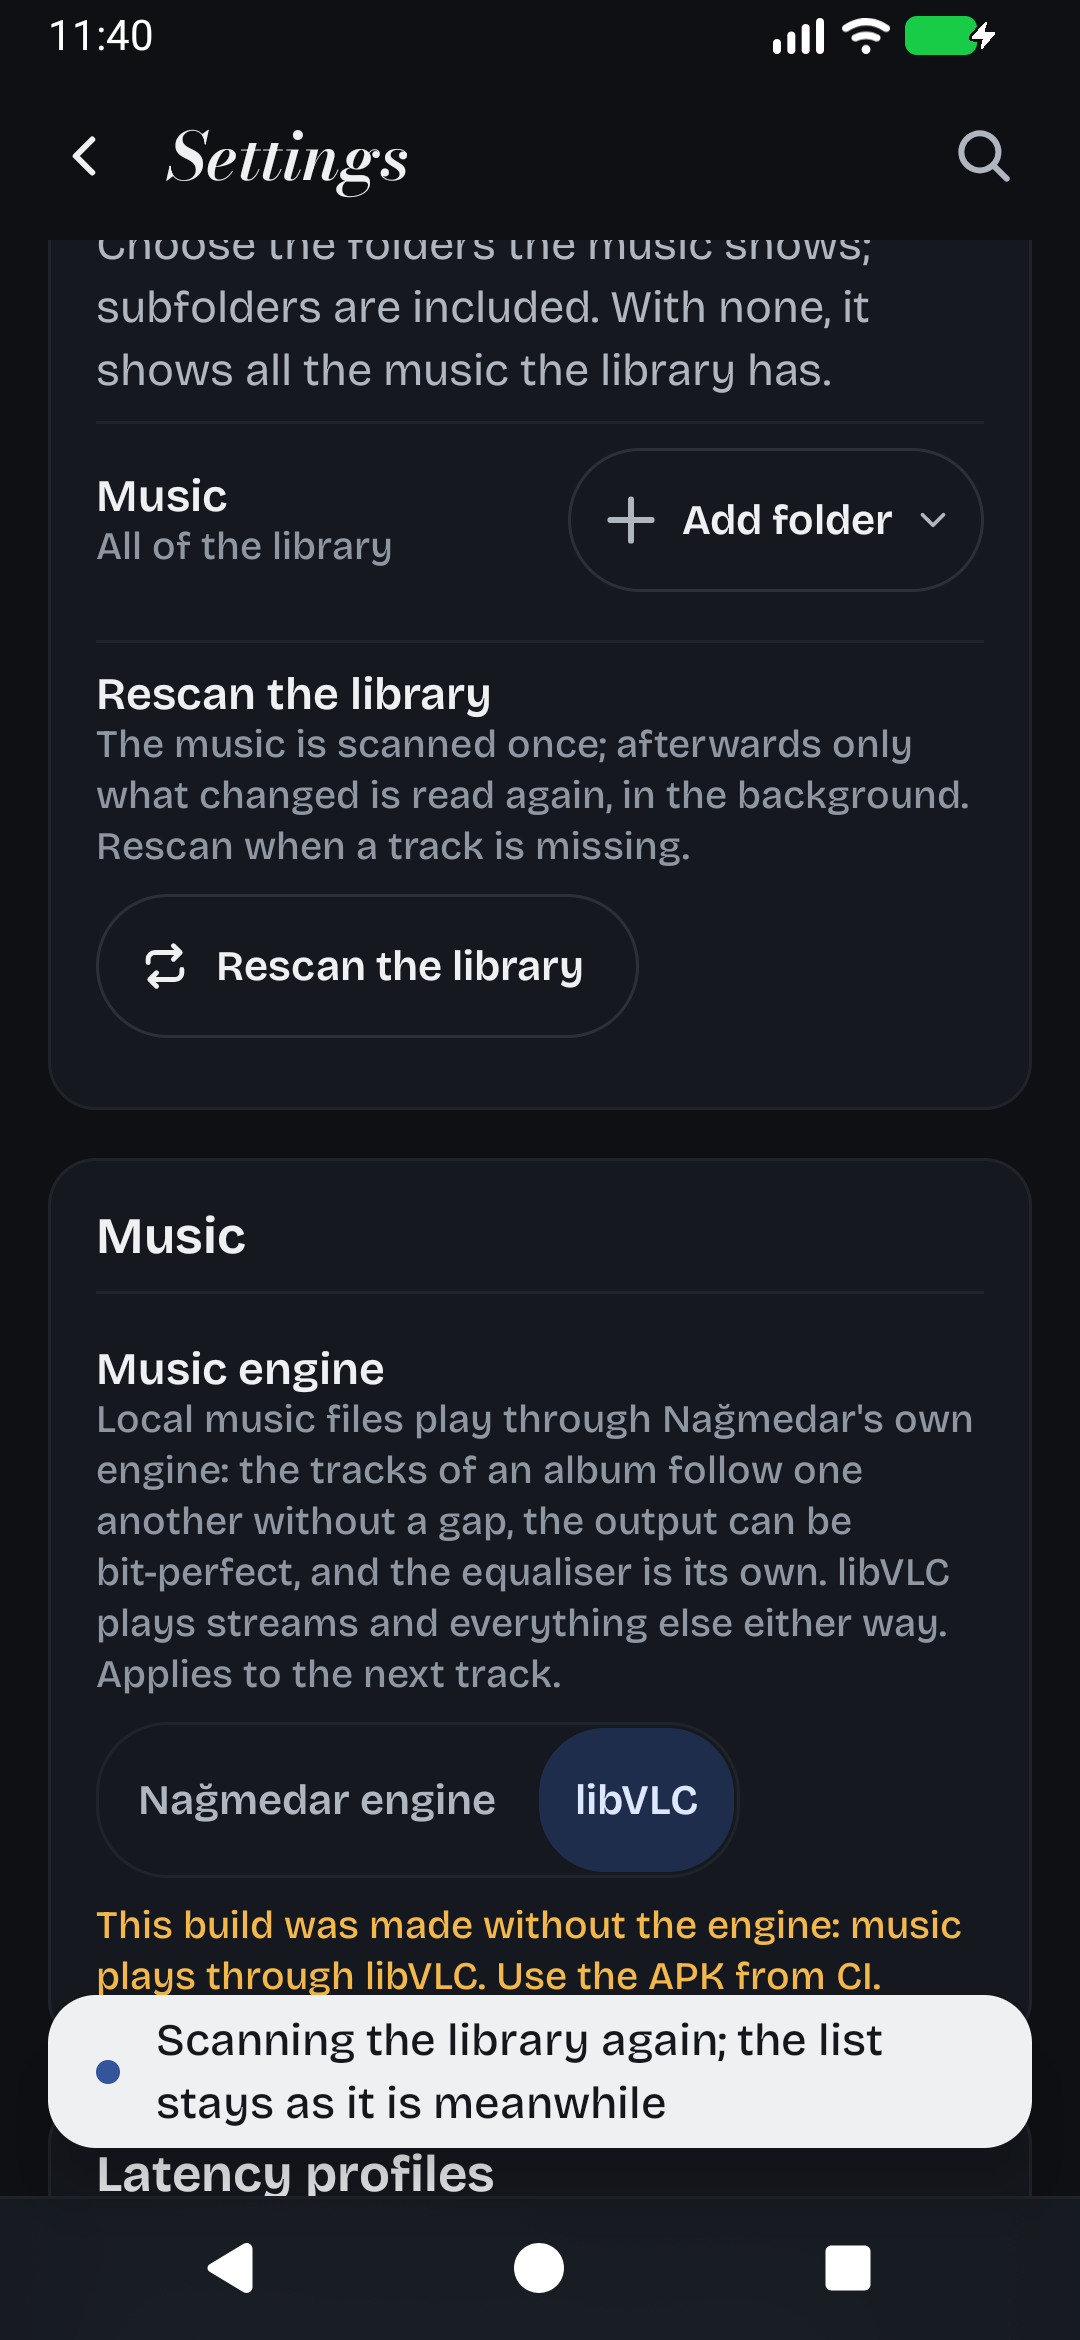 11:40
Settings
Choose the folders the music shows;
subfolders are included. With none, it
shows all the music the library has.
Music
All of the library
Add folder
Rescan the library
The music is scanned once; afterwards only
what changed is read again, in the background.
Rescan when a track is missing.
Rescan the library
Music
Music engine
Local music files play through Nağmedar's own
engine: the tracks of an album follow one
another without a gap, the output can be
bit-perfect, and the equaliser is its own. libVLC
plays streams and everything else either way.
Applies to the next track.
Nağmedar engine
libVLC
This build was made without the engine: music
plays through libVLC. Use the APK from CI.
Scanning the library again; the list
stays as it is meanwhile
Latency profiles